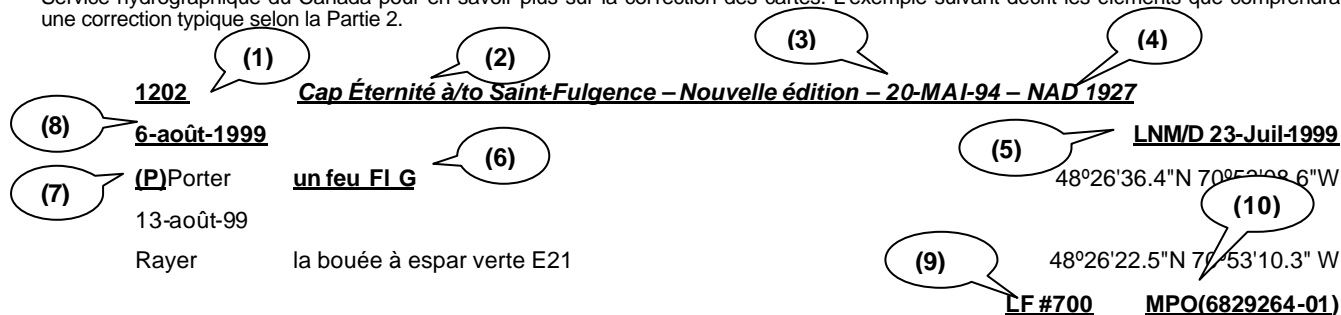 Service hydrographique du Canada pour en savoir plus sur la correction des cartes. L'exemple suivant décrit les éléments que comprendra
une correction typique selon la Partie 2.
(1) (2) (3) (4)
1202 Cap Éternité à/to Saint-Fulgence – Nouvelle édition – 20-MAI-94 – NAD 1927
(8) 6-août-1999 (5) LNM/D 23-Juil-1999
(7) (P)Porter un feu Fl G (6) 48º26'36.4"N 70º53'08.6"W
13-août-99 (10)
Rayer la bouée à espar verte E21 (9) 48º26'22.5"N 70º53'10.3" W
LF #700 MPO(6829264-01)